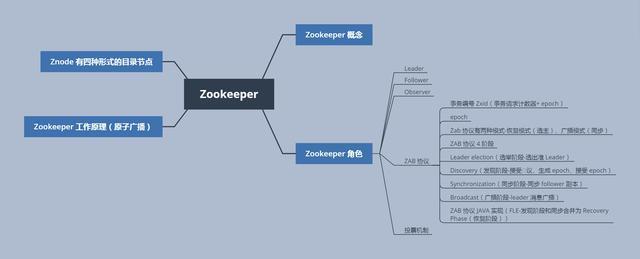 Zookeeper 概念
Znode 有四种形式的目录节点
Zookeeper
Zookeeper 工作原理（原子广播）
Zookeeper 角色
Leader
Follower
Observer
ZAB 协议
事务编号 Zxid（事务请求计数器+ epoch）
epoch
Zab 协议有两种模式-恢复模式（选主）、广播模式（同步）
ZAB 协议 4 阶段
Leader election（选举阶段-选出准 Leader）
Discovery（发现阶段-接受 议、生成 epoch、接受 epoch）
Synchronization（同步阶段-同步 follower 副本）
Broadcast（广播阶段-leader 消息广播）
ZAB 协议 JAVA 实现（FLE-发现阶段和同步合并为 Recovery
Phase（恢复阶段））
投票机制